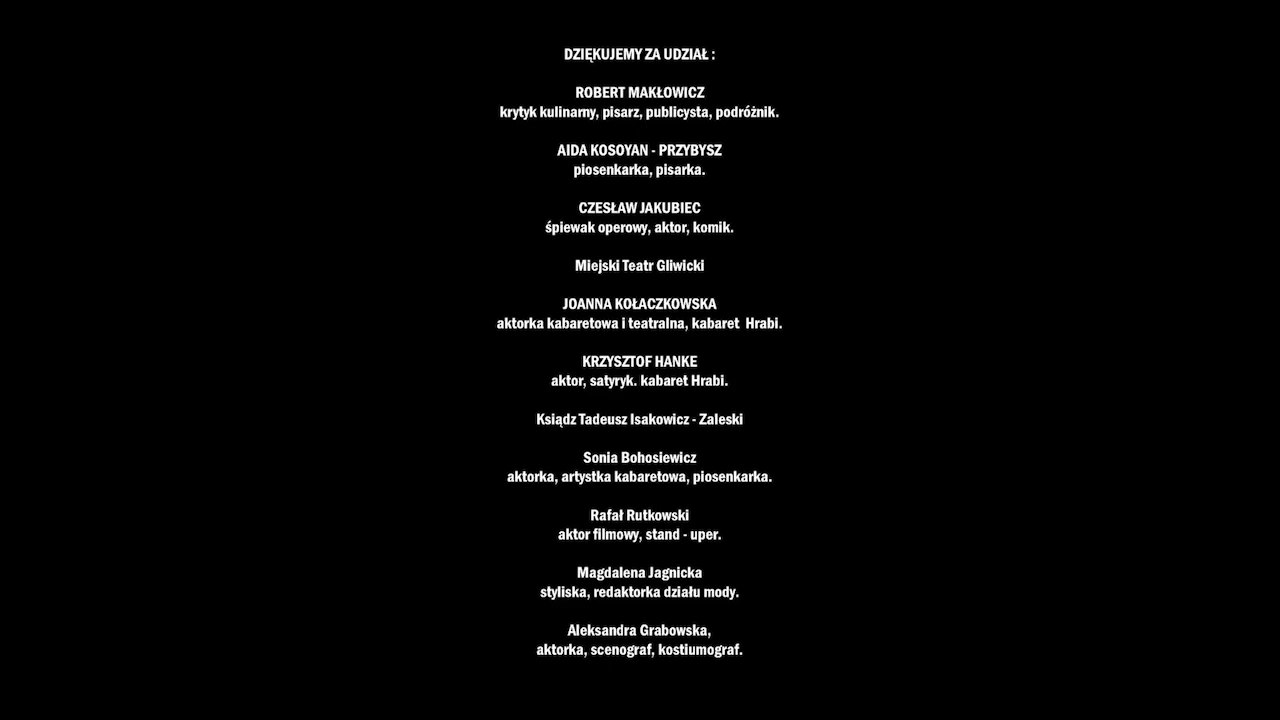 DZIĘKUJEMY ZA UDZIAŁ :
ROBERT MAKŁOWICZ
krytyk kulinarny, pisarz, publicysta, podróżnik.
AIDA KOSOYAN - PRZYBYSZ
piosenkarka, pisarka.
CZESŁAW JAKUBIEC
śpiewak operowy, aktor, komik.
Miejski Teatr Gliwicki
JOANNA KOŁACZKOWSKA
aktorka kabaretowa i teatralna, kabaret  Hrabi.
KRZYSZTOF HANKE
aktor, satyryk. kabaret Hrabi.
Ksiądz Tadeusz Isakowicz - Zaleski
Sonia Bohosiewicz
aktorka, artystka kabaretowa, piosenkarka.
Rafał Rutkowski
aktor filmowy, stand - uper.
Magdalena Jagnicka
styliska, redaktorka działu mody.
Aleksandra Grabowska,
aktorka, scenograf, kostiumograf.